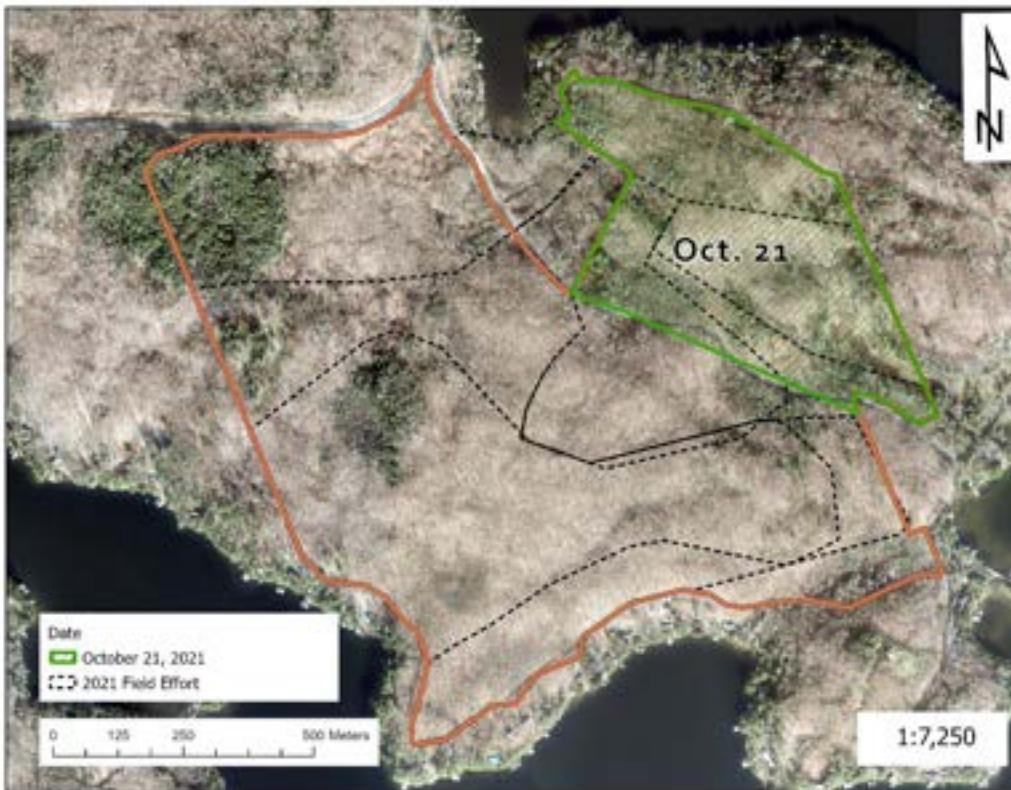 N
Oct. 21
Date
October 21, 2021
2021 Field Effort
0 125 250 500 Meters
1:7,250